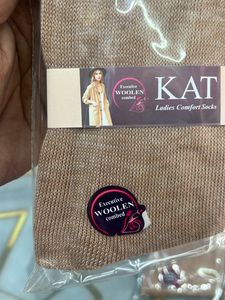 Executive
WOOLEN
combed
KAT
Ladies Comfort Socks
Executive
WOOLEN
combed